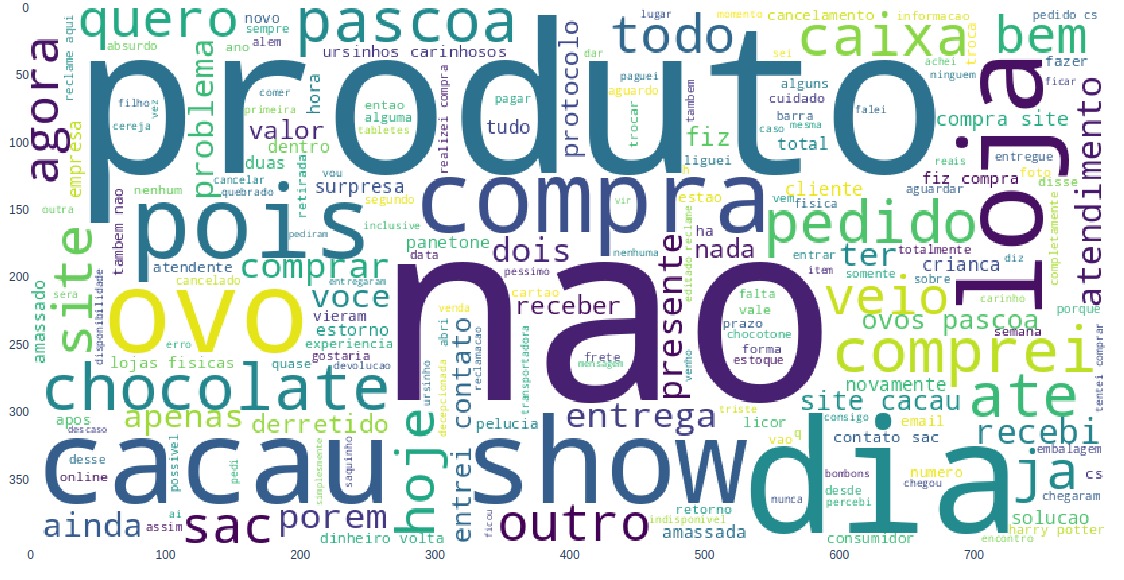 0
50
100
150
200
250
300
350
0
100
200
300
400
500
600
700
quero
novo
sempre
pascoa
lugar
momento
cancelamento
informacao
pedido cs
absurdo
ano
alem
ursinhos carinhosos
dar
todo
sei
caixa
troca
bem
agora
reclame aqui
problema
hora
produto
protocolo
paguei
aguardo
tambem
alguns
cuidado
achei
ninguem
fazer
ficar
filho
vez
cereja
comer
primeira
entao
alguma
tabletes
pagar
tudo
trocar
barra
caso
mesma
falei
compra site
empresa
valor
dentro
duas
realizei compra
fiz
liguei
total
reais
entregue
foto
disse
fiz compra
loja
atendimento
cancelar
quebrado
retirada
vou
surpresa
segundo
compra
vir
estao
cliente
vem
fisica
aguardar
nenhum
outra
tambem nao
pois
pediram
inclusive
panetone
data
dois
pessimo
nenhuma
editado reclame
ha
nada
pedido
entrar
item
ter
somente
totalmente
crianca
sobre
diz
completamente
site
atendente
cancelado
comprar
entregaram
nao
cartao
venda
receber
presente
falta
vale
prazo
chocotone
forma
estoque
veio
carinho
porque
amassado
sera
disponibilidade
ovo
erro
voce
vieram
estorno
experiencia
gostaria
devolucao
quase
lojas fisicas
abri
ursinho
contato
entrei
reclamacao
transportadora
frete
mensagem
venho
ovos pascoa
semana
comprei
tentei comprar
chocolate
decepcionada
novamente
site cacau
ate
apos
descaso
apenas
derretido
hoje
pelucia
entrega
triste
licor
vao
q
consigo
email
contato sac
recebi
embalagem
cacau
desse
online
possivel
pedi
complemente
saquinho
show
dia
nunca
bombons
desde
percebi
numero
chegou
ja
cs
chegaram
ainda
ai
assim
sac
porem
dinheiro volta
ficou
outro
retorno
indisponivel
amassada
consumidor
solucao
harry potter
encontro